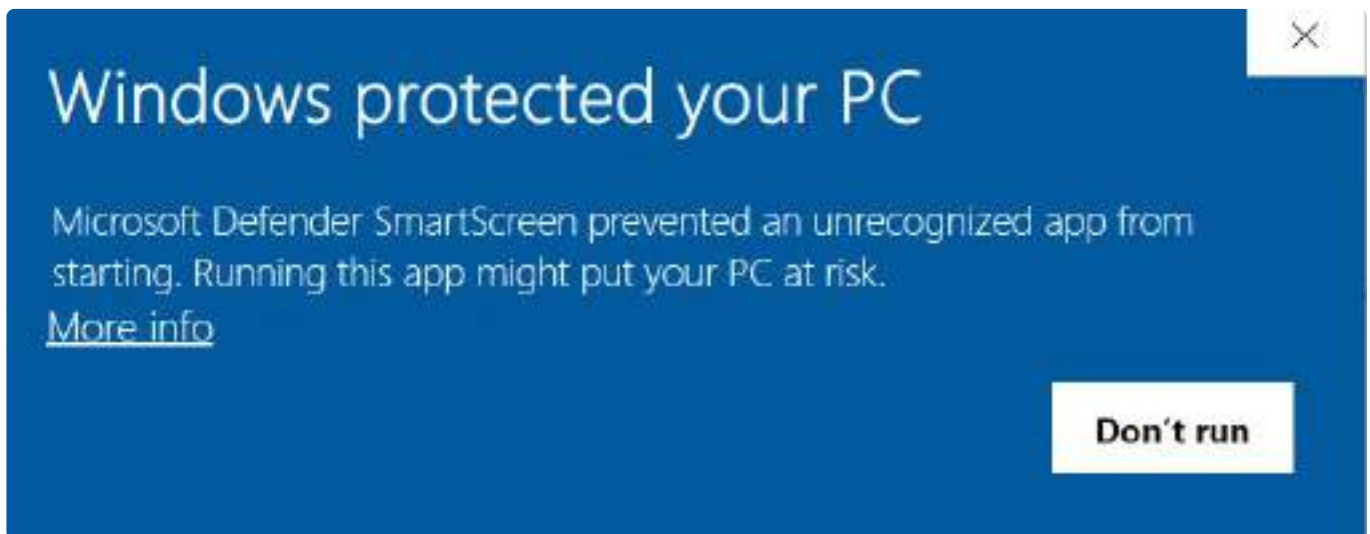 Windows protected your PC
Microsoft Defender SmartScreen prevented an unrecognized app from
starting. Running this app might put your PC at risk.
More info
Don't run